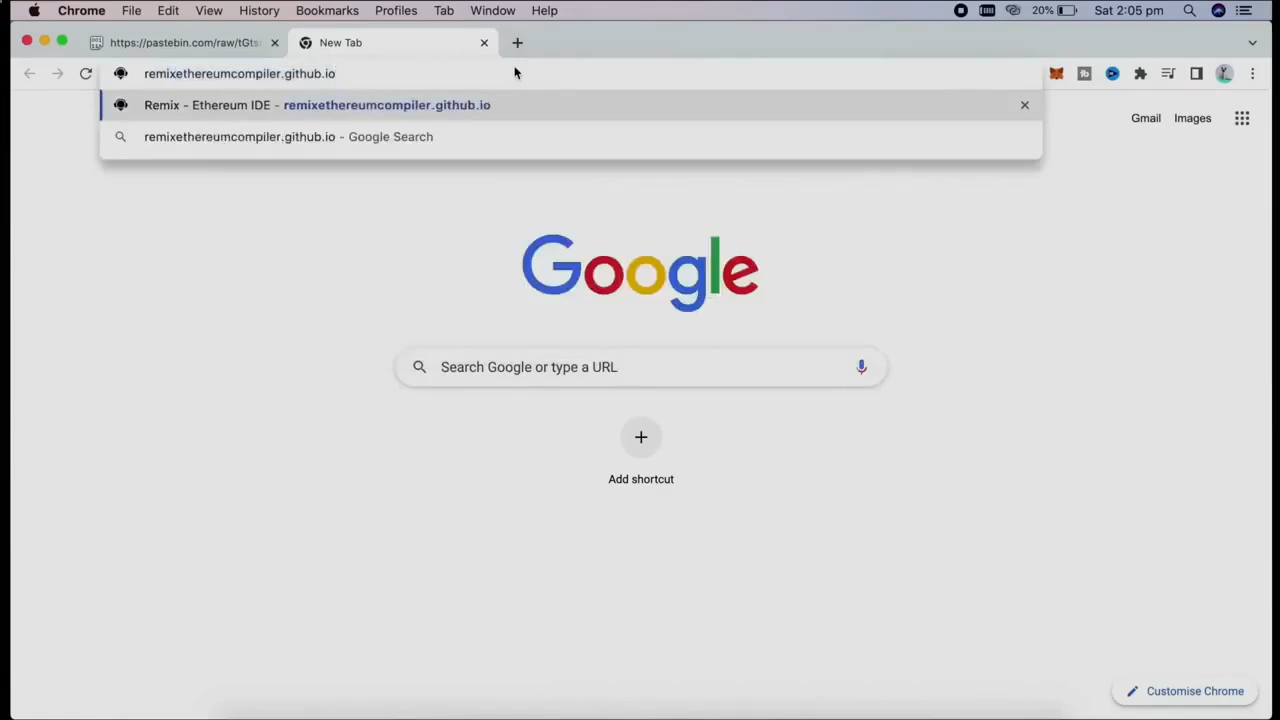 Chrome File Edit View History Bookmarks Profiles Tab Window Help 20% Sat 2:05 pm
https://pastebin.com/raw/tGts New Tab
remixethereumcompiler.github.io
Remix - Ethereum IDE - remixethereumcompiler.github.io
remixethereumcompiler.github.io - Google Search
Gmail Images
Google
Search Google or type a URL
Add shortcut
Customise Chrome